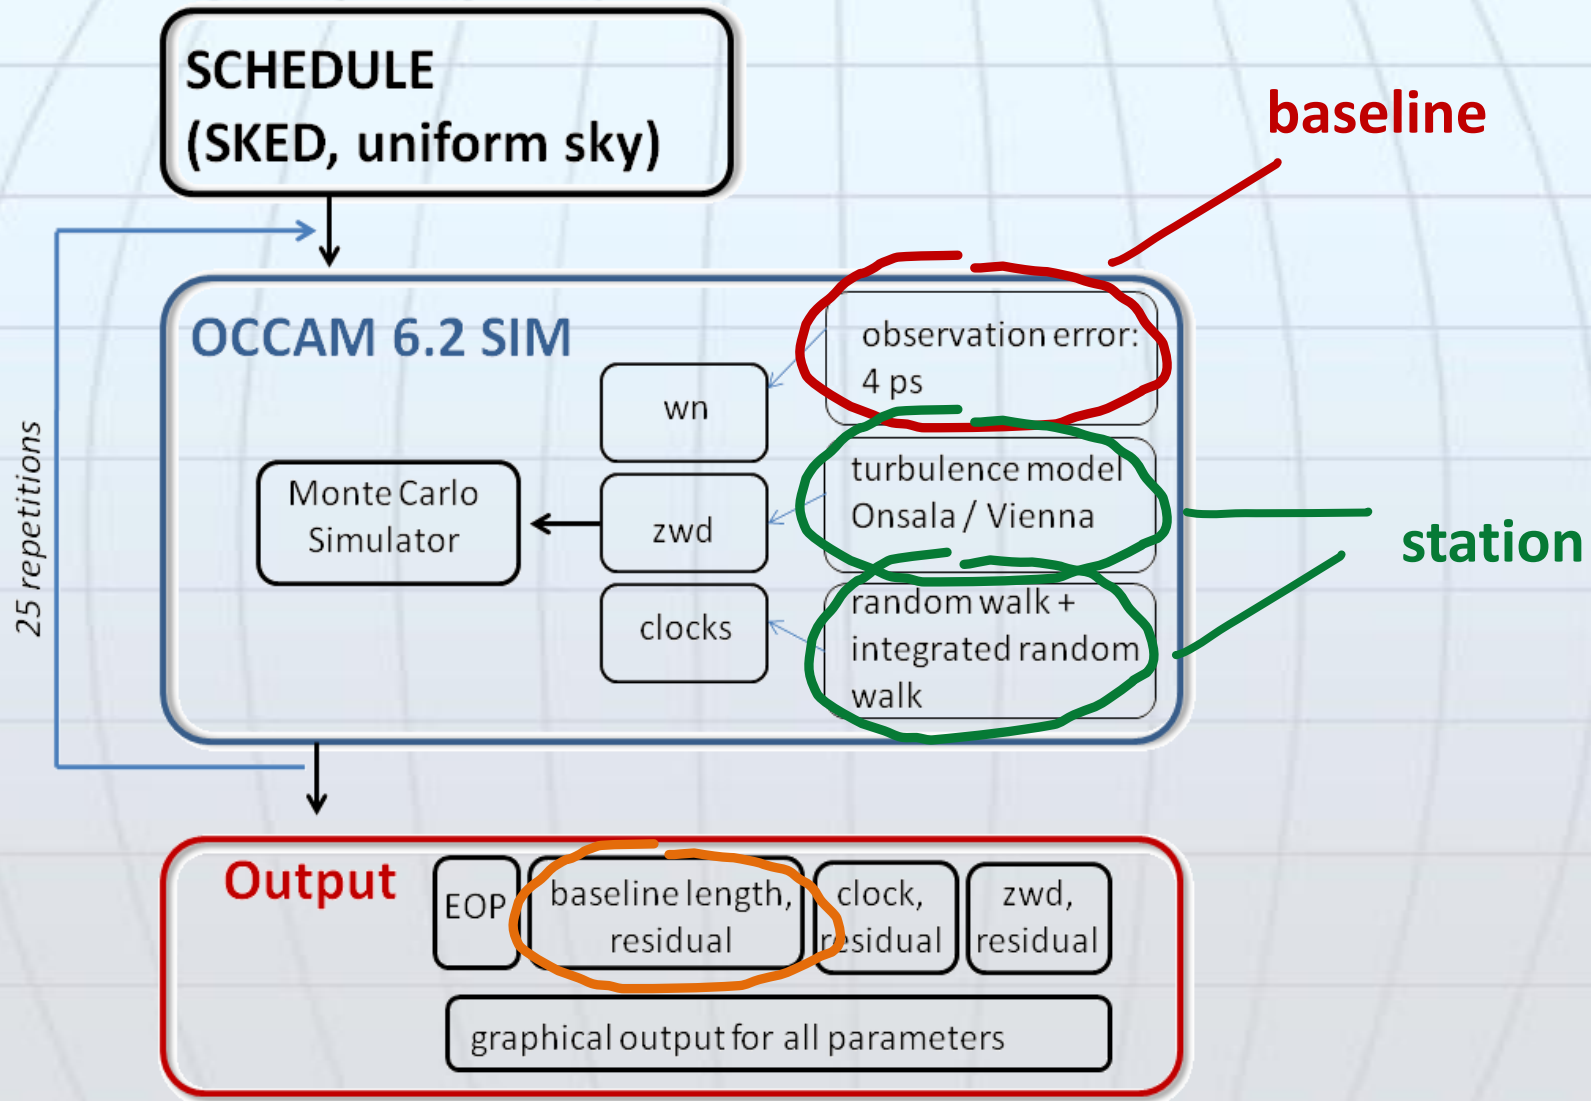 SCHEDULE
(SKED, uniform sky)
baseline
OCCAM 6.2 SIM
observation error:
4 ps
wn
turbulence model
Onsala / Vienna
Monte Carlo
Simulator
zwd
station
random walk +
integrated random
walk
clocks
25 repetitions
Output
EOP
baseline length,
residual
clock,
residual
zwd,
residual
graphical output for all parameters